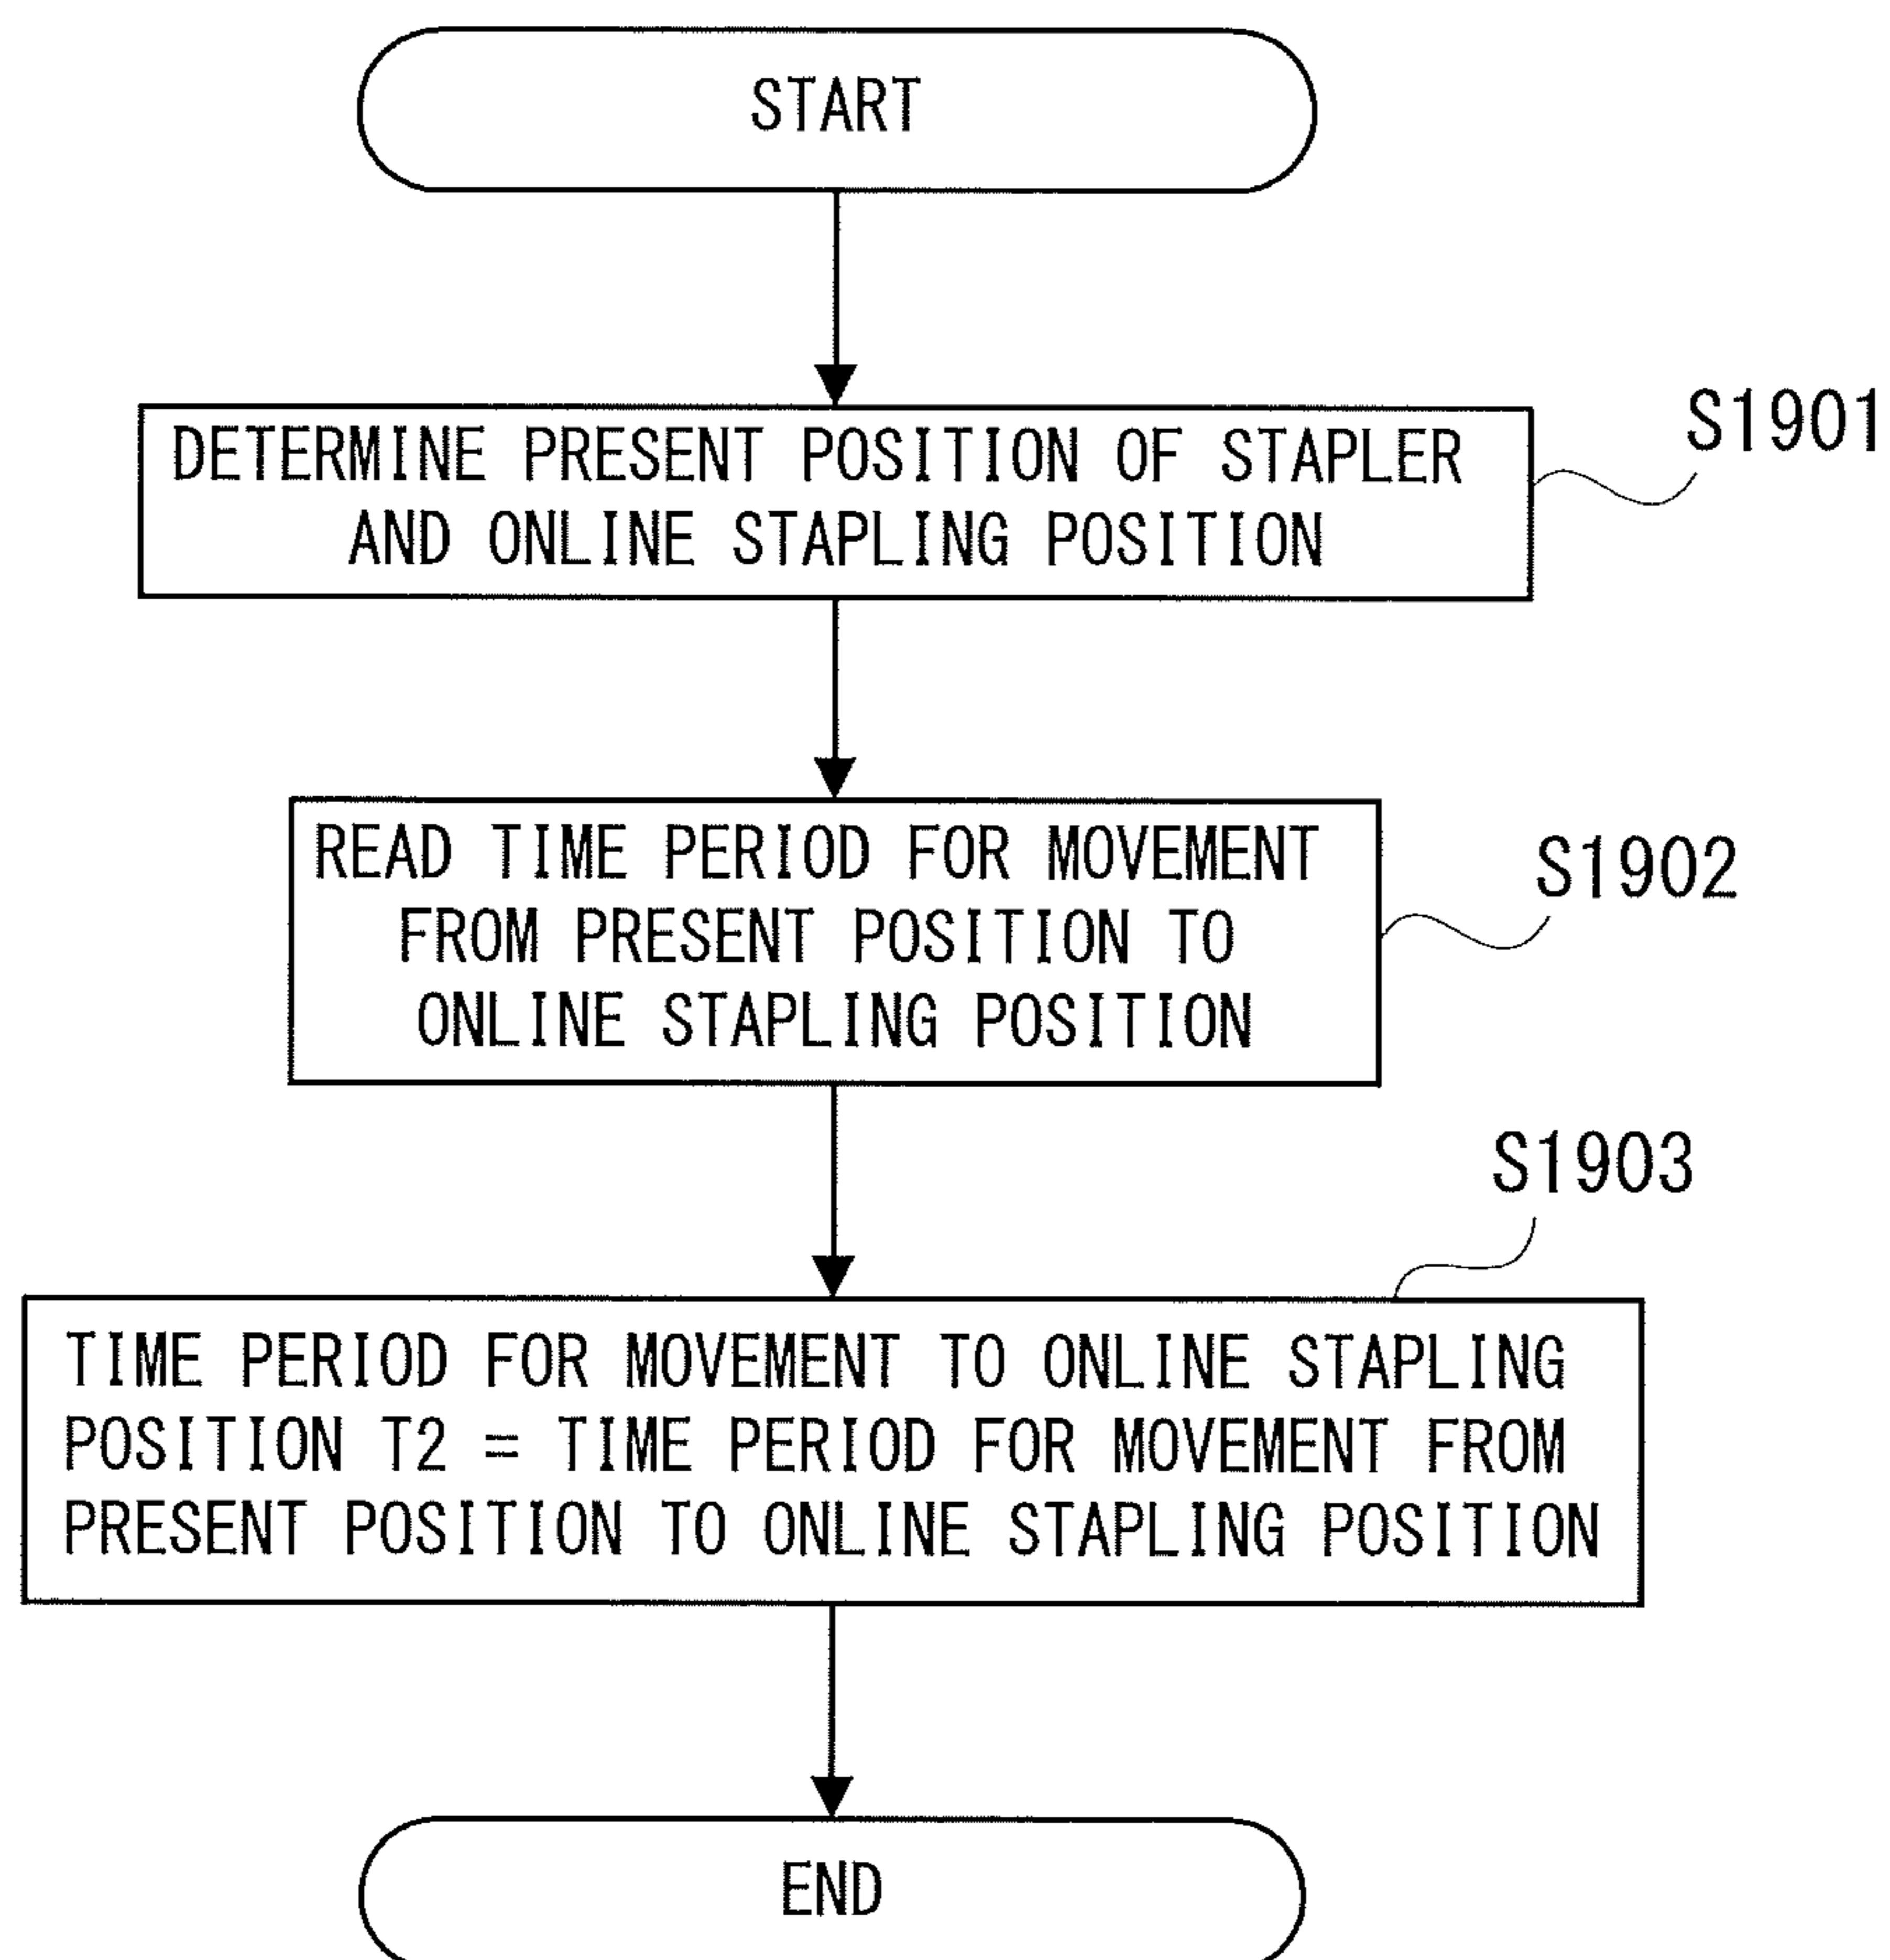 START
DETERMINE PRESENT POSITION OF STAPLER
AND ONLINE STAPLING POSITION
S1901
READ TIME PERIOD FOR MOVEMENT
FROM PRESENT POSITION TO
ONLINE STAPLING POSITION
S1902
S1903
TIME PERIOD FOR MOVEMENT TO ONLINE STAPLING
POSITION T2 = TIME PERIOD FOR MOVEMENT FROM
PRESENT POSITION TO ONLINE STAPLING POSITION
END